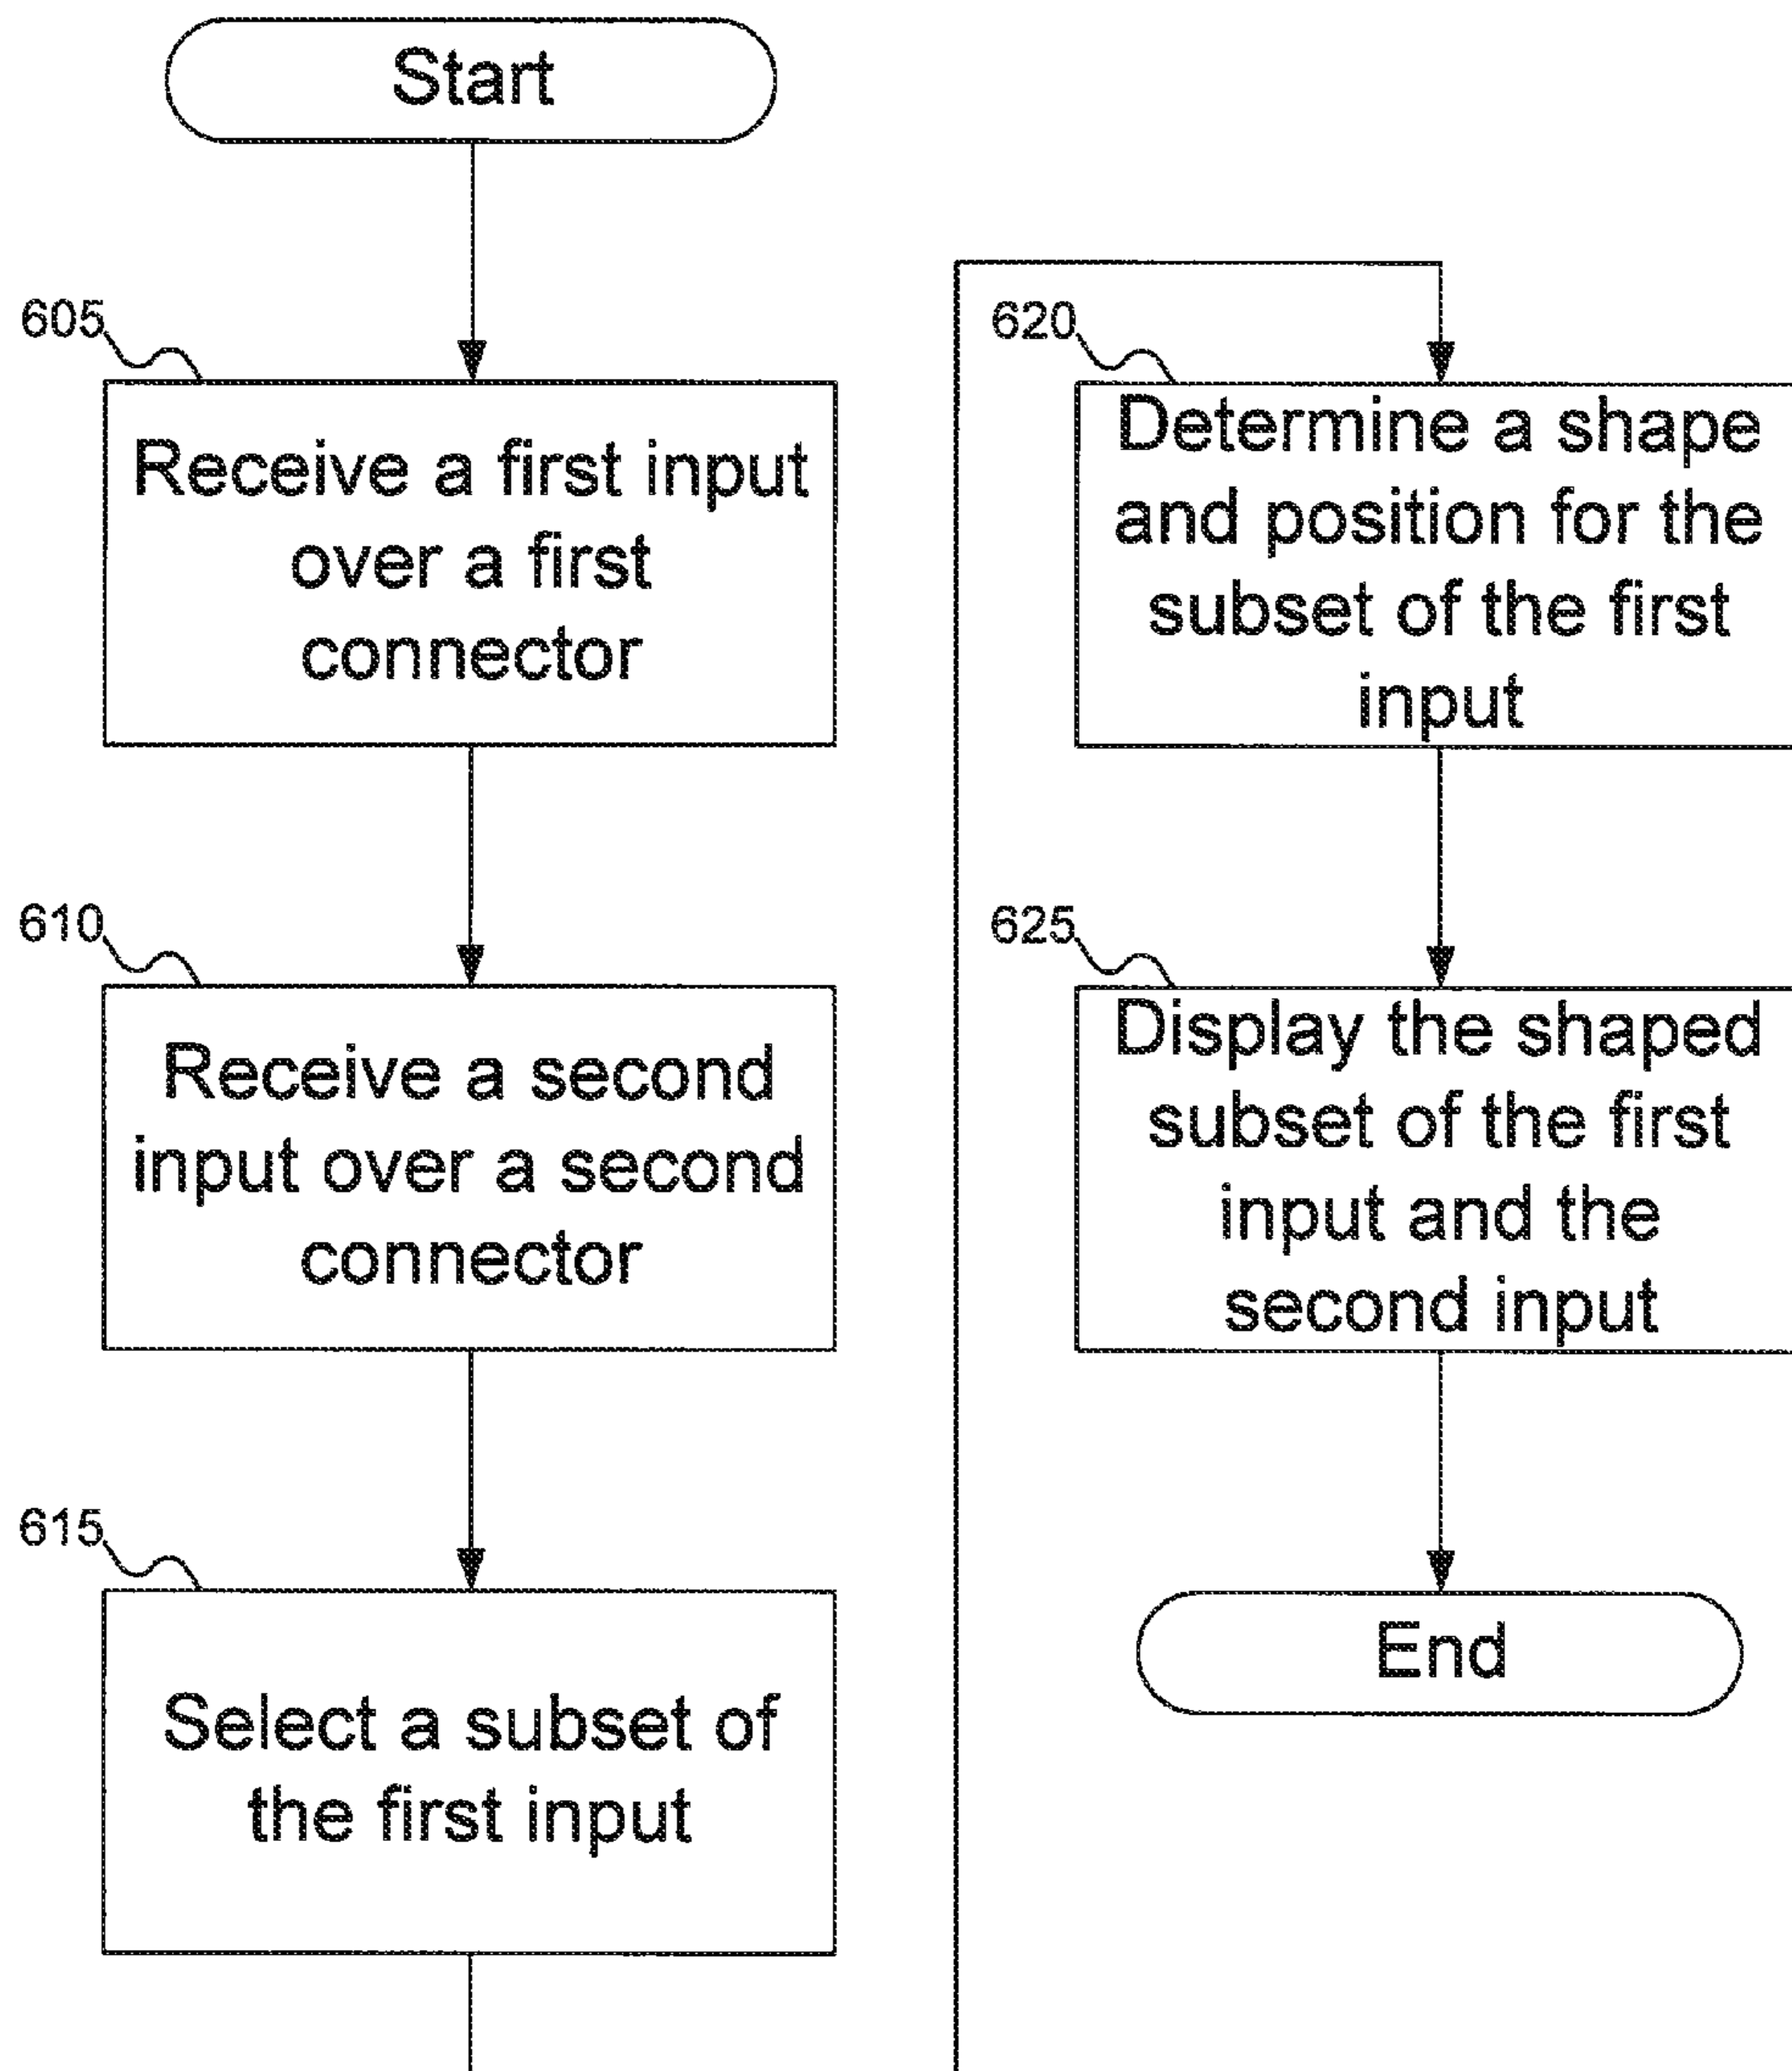 Start
605
Receive a first input
over a first
connector
610
Receive a second
input over a second
connector
615
Select a subset of
the first input
620
Determine a shape
and position for the
subset of the first
input
625
Display the shaped
subset of the first
input and the
second input
End